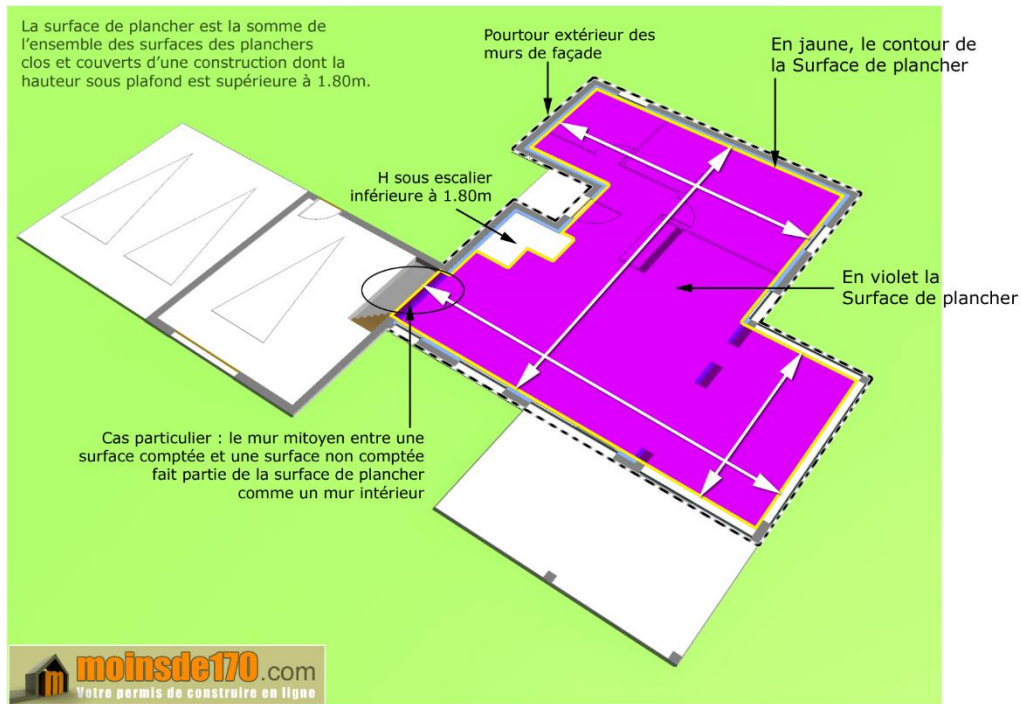 La surface de plancher est la somme de
l'ensemble des surfaces des planchers
clos et couverts d'une construction dont la
hauteur sous plafond est supérieure à 1.80m.
Pourtour extérieur des
murs de façade
En jaune, le contour de
la Surface de plancher
H sous escalier
inférieure à 1.80m
En violet la
Surface de plancher
Cas particulier : le mur mitoyen entre une
surface comptée et une surface non comptée
fait partie de la surface de plancher
comme un mur intérieur
m moinsde170.com
Votre permis de construire en ligne